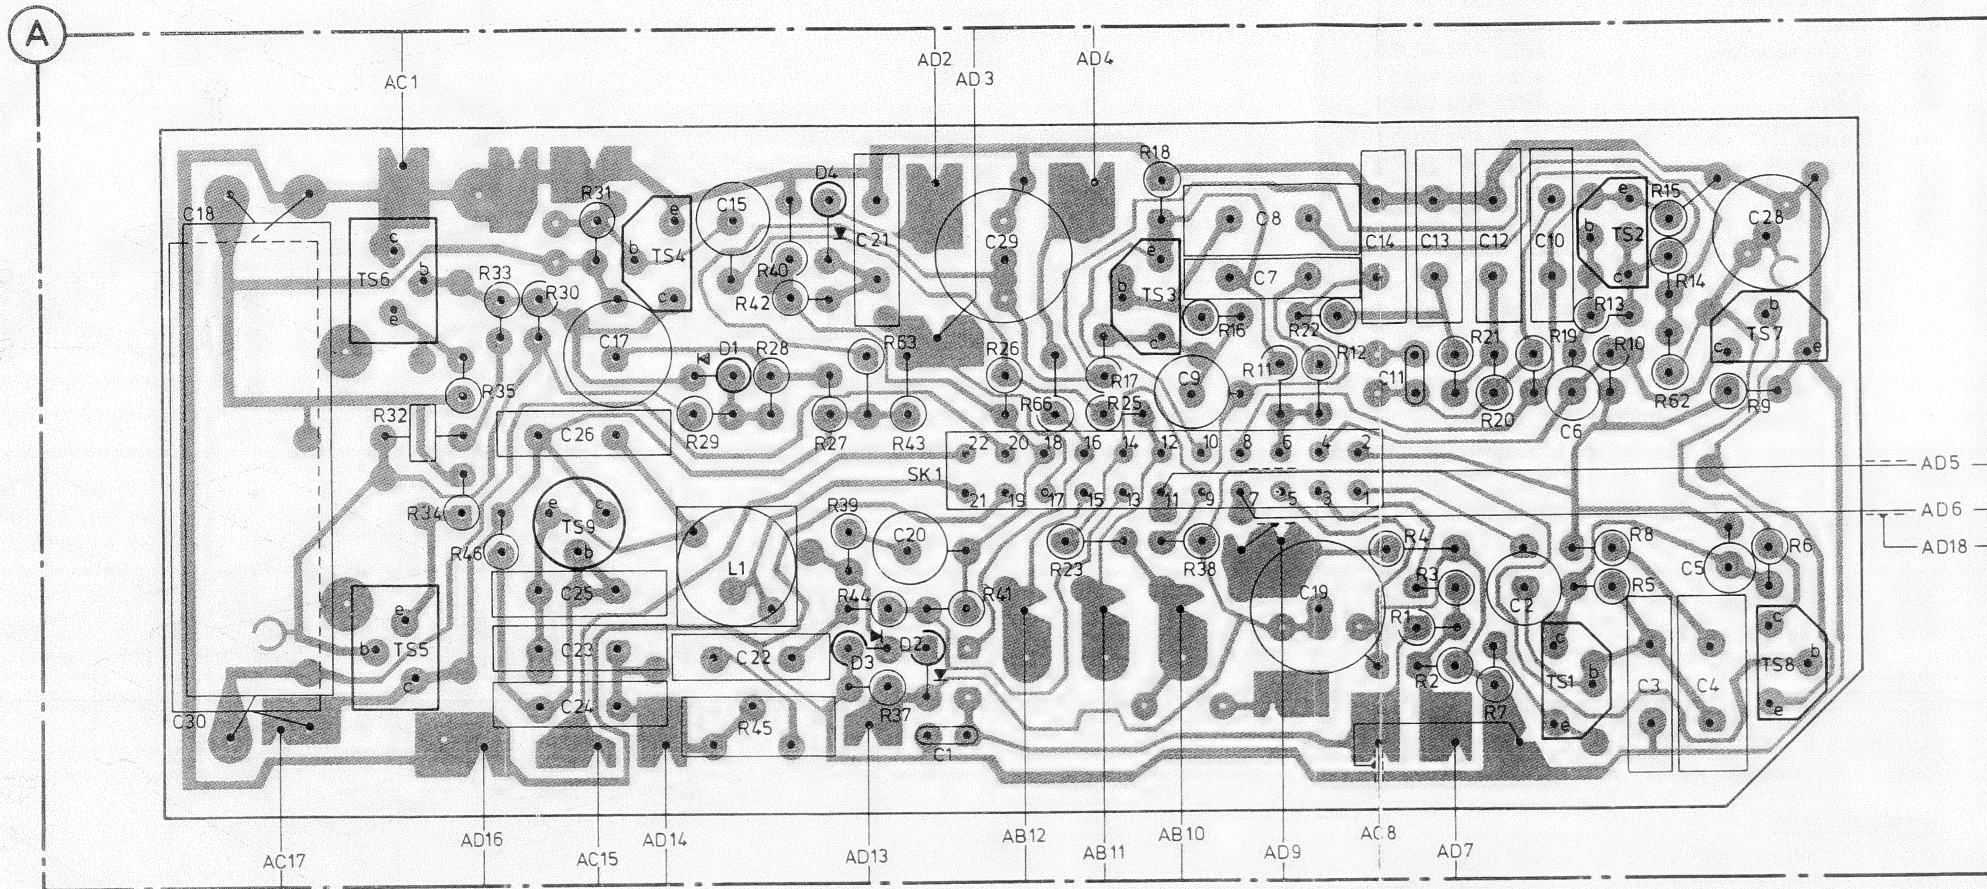 A
AC1
AD2
AD3
AD4
R18
D4
R31
C15
C18
e
TS4
b
c
C21
C29
C8
C14
C13
C12
C10
e
b
TS2
c
R15
C28
R14
c
TS6
b
e
R33
R30
R40
R42
e
b
TS3
c
C7
R16
R22
R13
b
TS7
c
e
C17
D1
R28
R63
R26
R17
C9
R11
R12
C11
R21
R19
R10
R35
R32
C26
R29
R27
R43
R66
R25
R20
C6
R62
R9
22 20 18 16 14 12 10 8 6 4 2
SK1
21 19 17 15 13 11 9 7 5 3 1
AD5
AD6
AD18
R34
e
c
TS9
b
R46
R39
C20
L1
R23
R38
R4
R8
C5
R6
C25
R44
R41
C19
R3
C2
R5
R1
e
b
TS5
c
C23
C22
D3
D2
c
TS1
b
e
c
TS8
b
e
R2
C3
C4
C30
C24
R45
R37
C1
R7
AC17
AD16
AC15
AD14
AD13
AB12
AB11
AB10
AD9
AC8
AD7